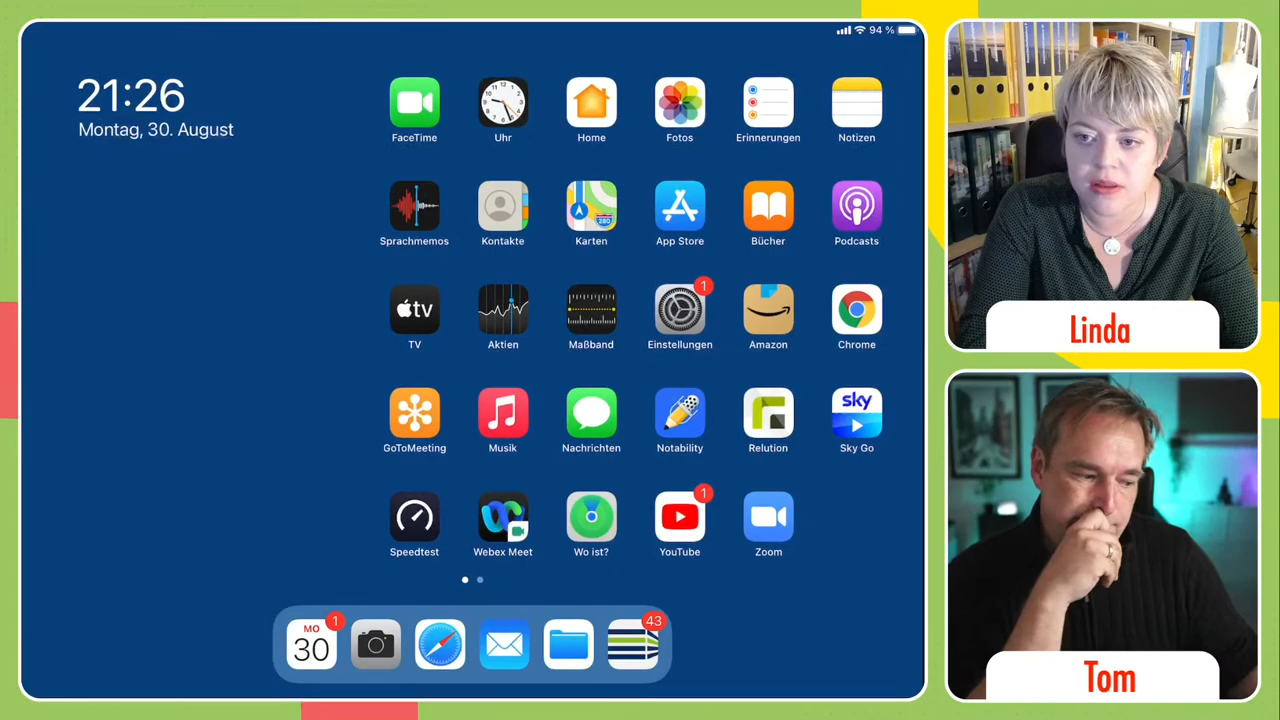 94 %
21:26
Montag, 30. August
FaceTime
Uhr
Home
Fotos
Erinnerungen
Notizen
280
Sprachmemos
Kontakte
Karten
App Store
Bücher
Podcasts
tv
1
TV
Aktien
Maßband
Einstellungen
Amazon
Chrome
sky
GoToMeeting
Musik
Nachrichten
Notability
Relution
Sky Go
1
Speedtest
Webex Meet
Wo ist?
YouTube
Zoom
MO
30
1
43
Linda
Tom